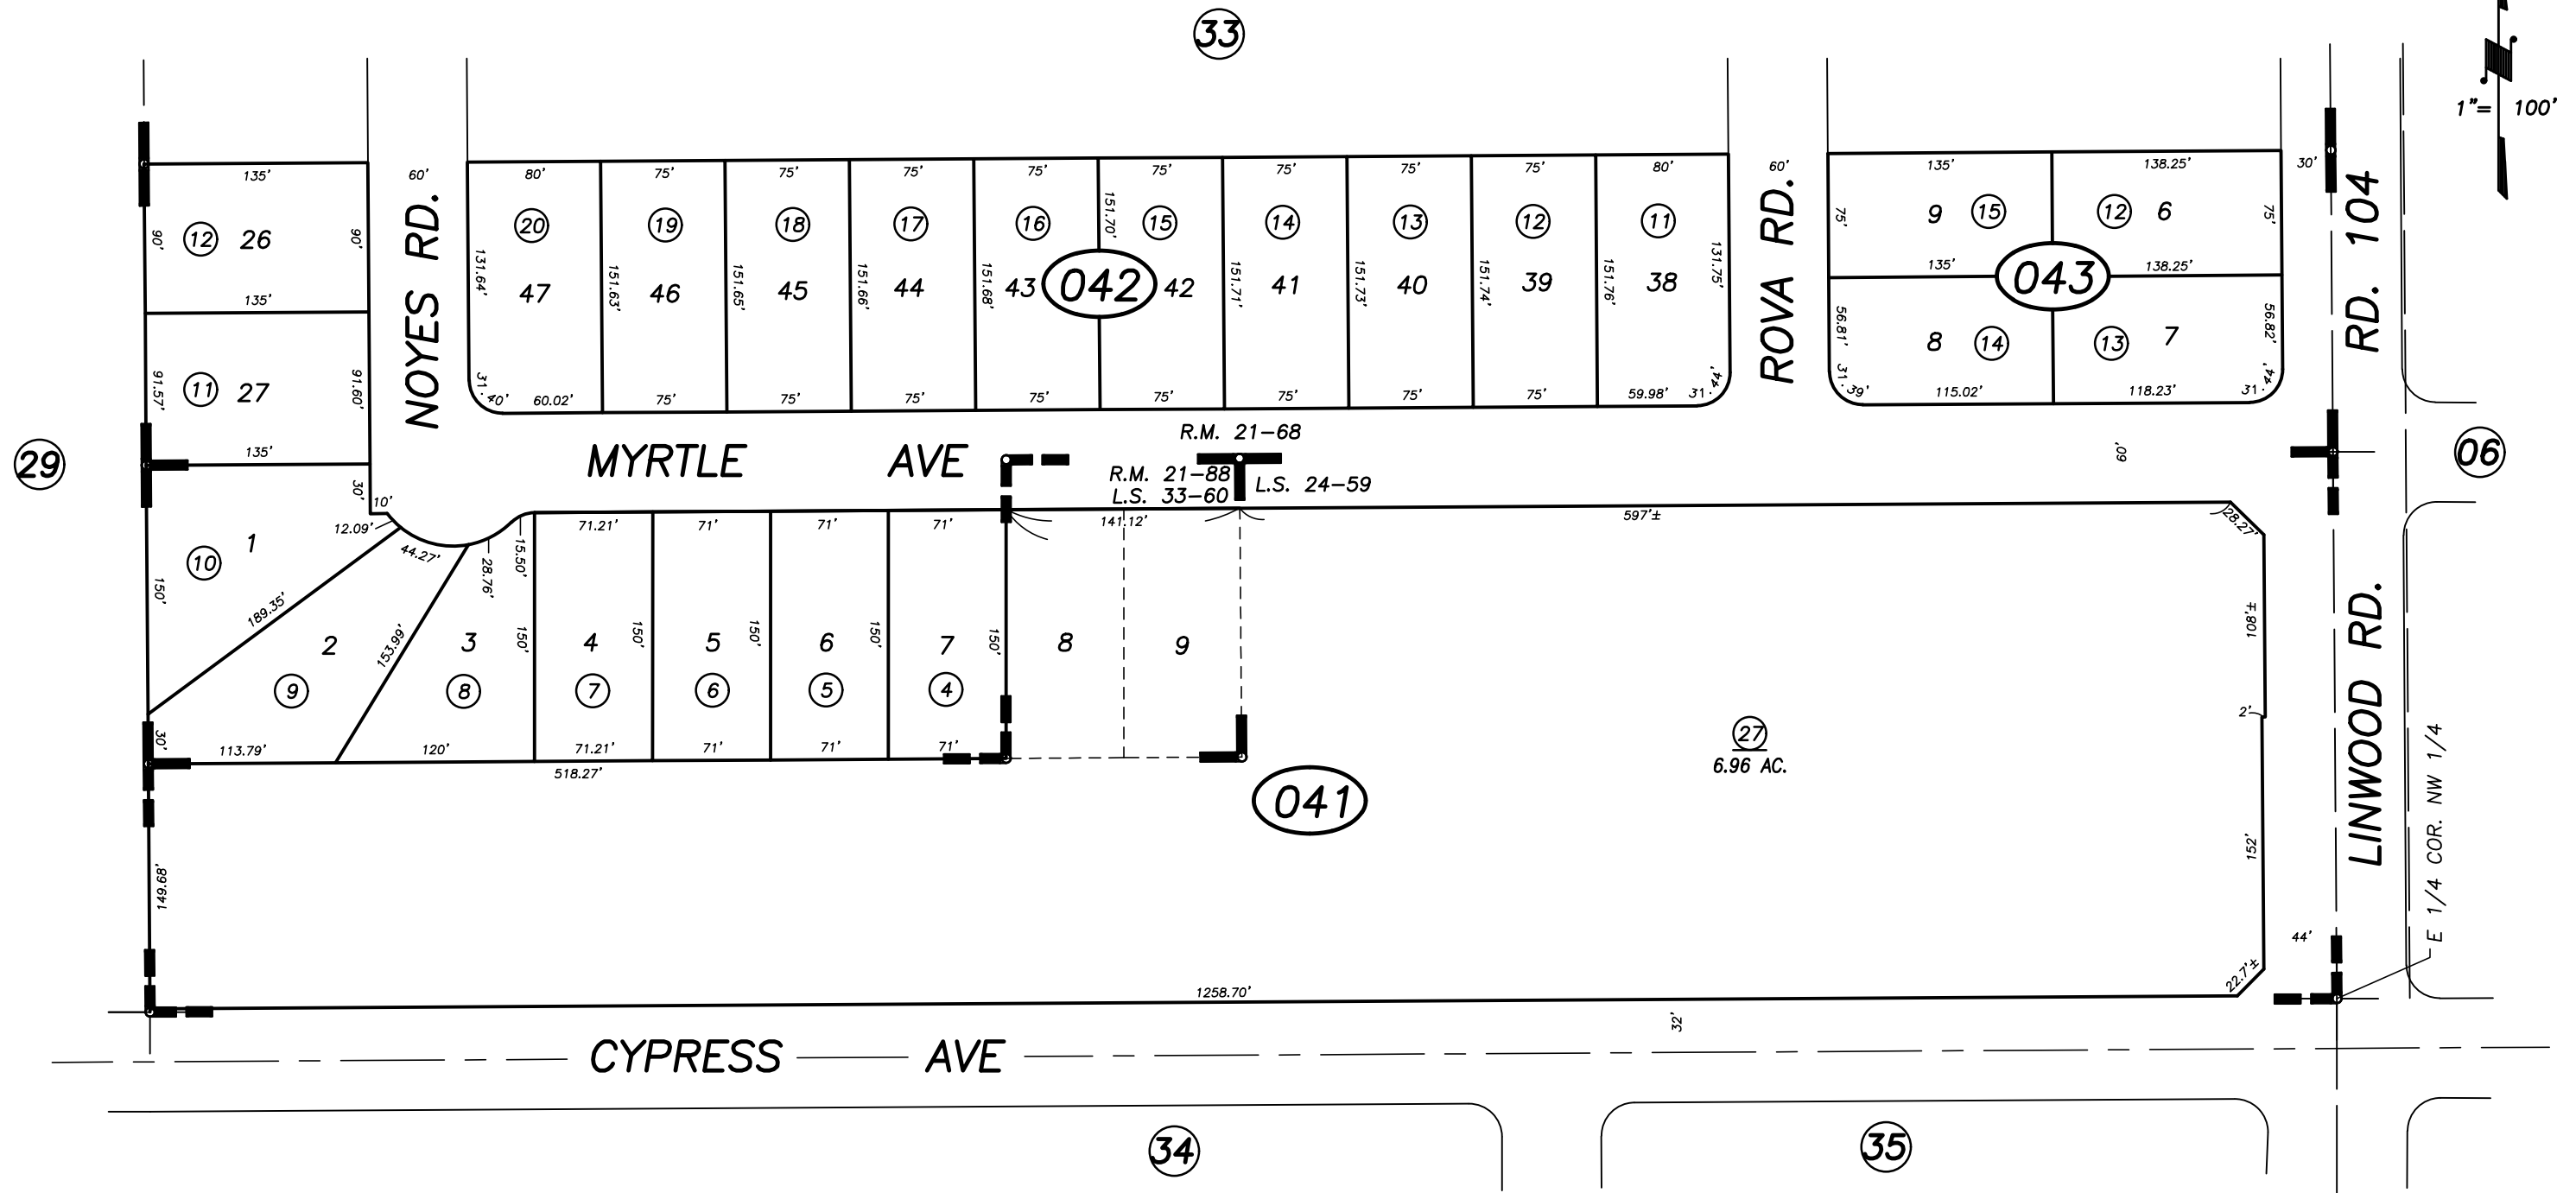 33
1"= 100'
135' 60' 80' 75' 75' 75' 75' 75' 75' 75' 75' 80' 60' 135' 138.25' 30'
90' 12 26 90'
NOYES RD.
20 19 18 17 16 151.70' 15 14 13 12 11
131.64' 47 151.63' 46 151.65' 45 151.66' 44 151.68' 43 042 42 151.71' 41 151.73' 40 151.74' 39 151.76' 38 131.75'
ROVA RD.
75' 9 15 12 6 75'
135' 043 138.25'
56.81' 8 14 13 7 56.82'
RD. 104
135'
91.57' 11 27 91.60'
31.40' 60.02' 75' 75' 75' 75' 75' 75' 75' 75' 59.98' 31.44'
31.39' 115.02' 118.23' 31.44'
29
135'
MYRTLE AVE
R.M. 21-68
R.M. 21-88
L.S. 33-60
L.S. 24-59
60'
06
30' 10'
12.09' 44.27' 28.76' 15.50' 71.21' 71' 71' 71' 141.12' 597'± 28.27'
1
10
150' 189.35' 2 153.99' 3 150' 4 150' 5 150' 6 150' 7 150' 8 9
9 8 7 6 5 4
108'±
2'
LINWOOD RD.
30' 113.79' 120' 71.21' 71' 71' 71'
518.27'
27
6.96 AC.
041
149.68'
152'
E 1/4 COR. NW 1/4
44'
22.7'±
1258.70'
32'
CYPRESS AVE
34
35